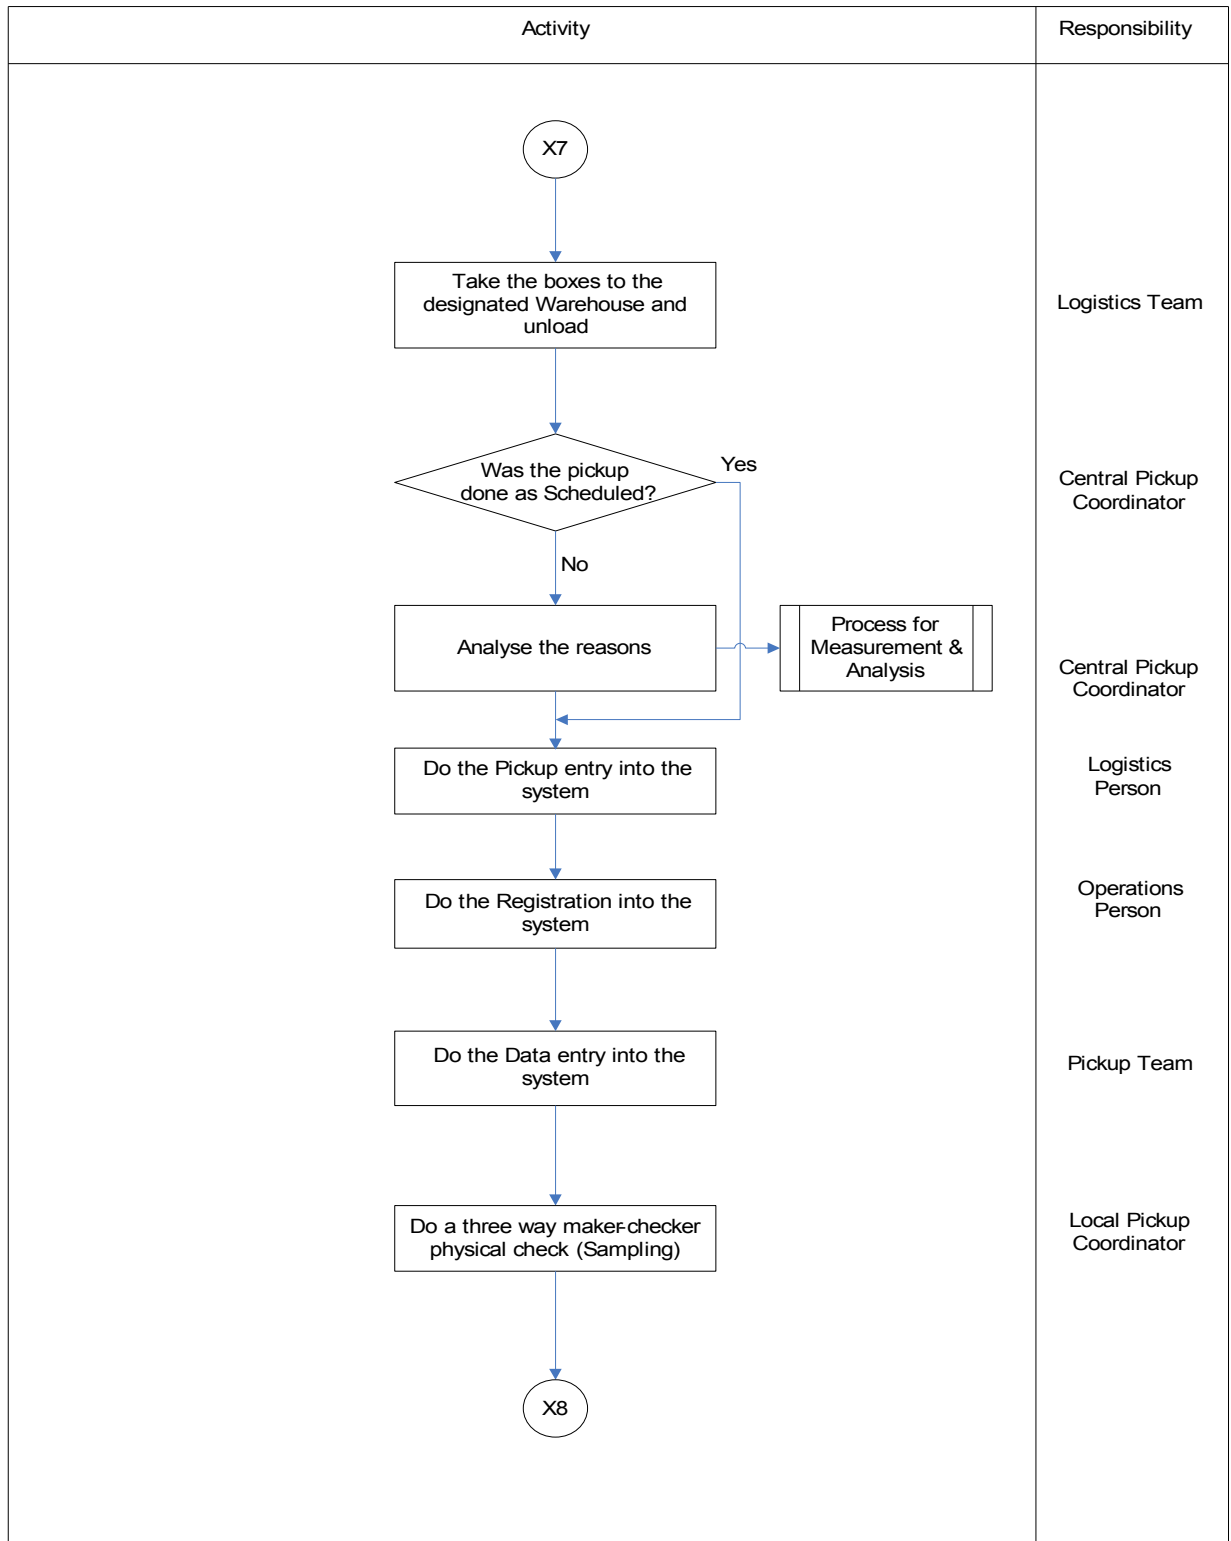 Activity
Responsibility
X7
Take the boxes to the
designated Warehouse and
unload
Logistics Team
Was the pickup
done as Scheduled?
Yes
No
Central Pickup
Coordinator
Analyse the reasons
Process for
Measurement &
Analysis
Central Pickup
Coordinator
Do the Pickup entry into the
system
Logistics
Person
Do the Registration into the
system
Operations
Person
Do the Data entry into the
system
Pickup Team
Do a three way maker-checker
physical check (Sampling)
Local Pickup
Coordinator
X8